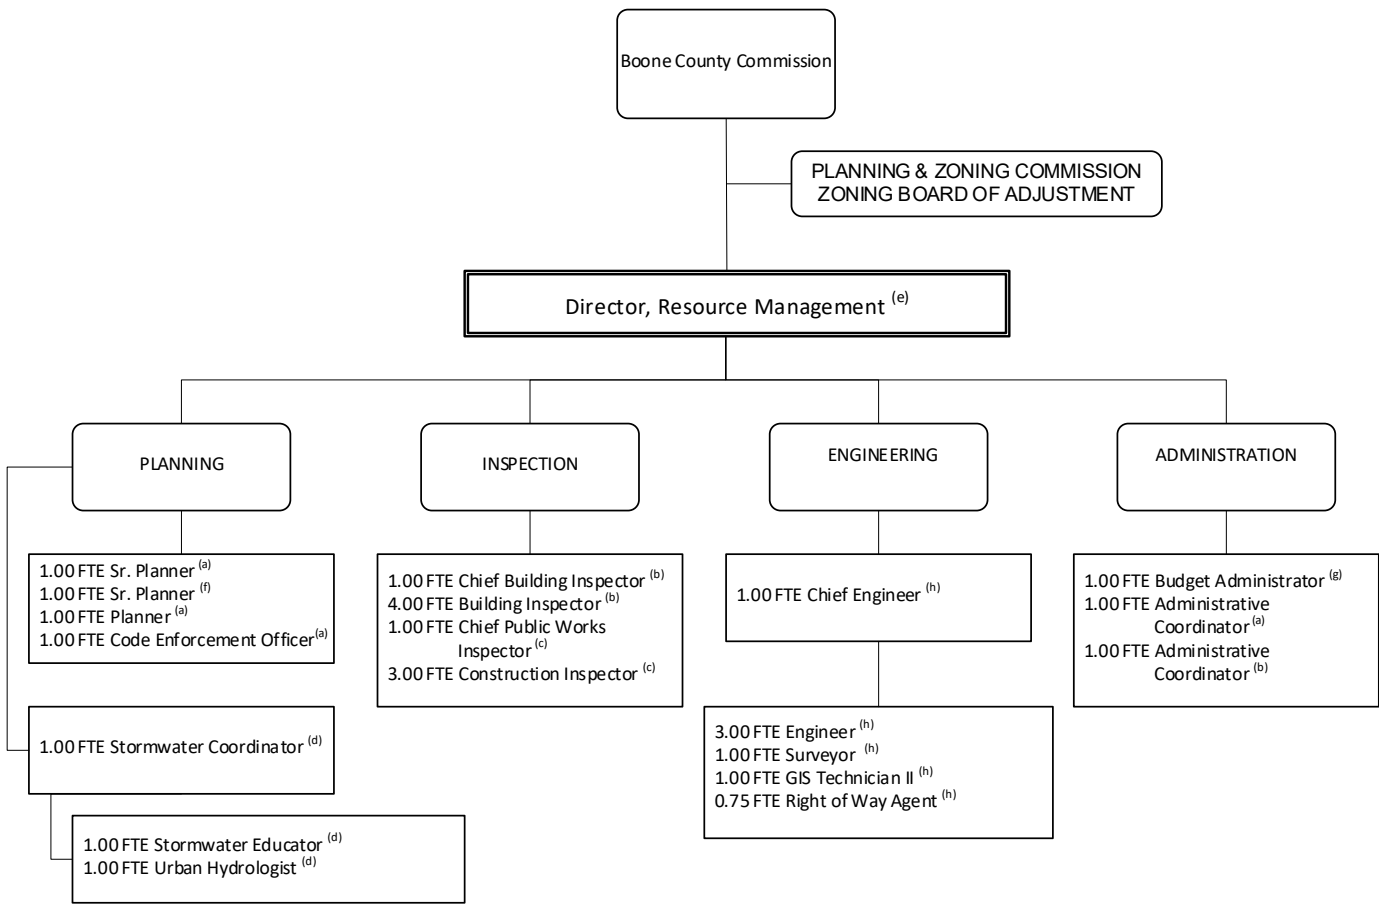 Boone County Commission
PLANNING & ZONING COMMISSION
ZONING BOARD OF ADJUSTMENT
Director, Resource Management (e)
PLANNING
INSPECTION
ENGINEERING
ADMINISTRATION
1.00 FTE Sr. Planner (a)
1.00 FTE Sr. Planner (f)
1.00 FTE Planner (a)
1.00 FTE Code Enforcement Officer (a)
1.00 FTE Stormwater Coordinator (d)
1.00 FTE Stormwater Educator (d)
1.00 FTE Urban Hydrologist (d)
1.00 FTE Chief Building Inspector (b)
4.00 FTE Building Inspector (b)
1.00 FTE Chief Public Works
Inspector (c)
3.00 FTE Construction Inspector (c)
1.00 FTE Chief Engineer (h)
3.00 FTE Engineer (h)
1.00 FTE Surveyor (h)
1.00 FTE GIS Technician II (h)
0.75 FTE Right of Way Agent (h)
1.00 FTE Budget Administrator (g)
1.00 FTE Administrative
Coordinator (a)
1.00 FTE Administrative
Coordinator (b)